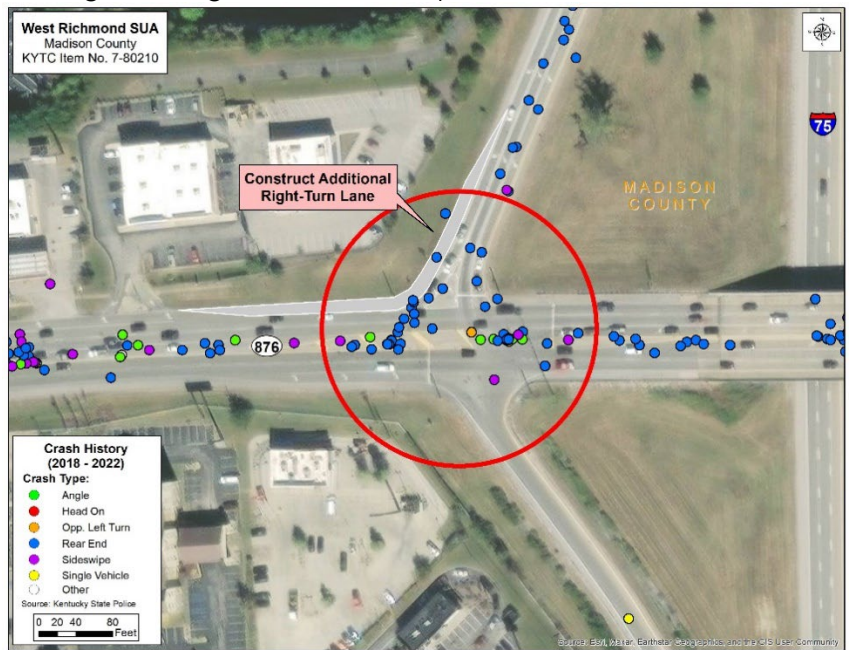 West Richmond SUA
Madison County
KYTC Item No. 7-80210
75
Construct Additional
Right-Turn Lane
MADISON
COUNTY
876
Crash History
(2018 - 2022)
Crash Type:
Angle
Head On
Opp. Left Turn
Rear End
Sideswipe
Single Vehicle
Other
Source: Kentucky State Police
0 20 40 80
Feet
Source: Esri, Maxar, Earthstar Geographics, and the GIS User Community